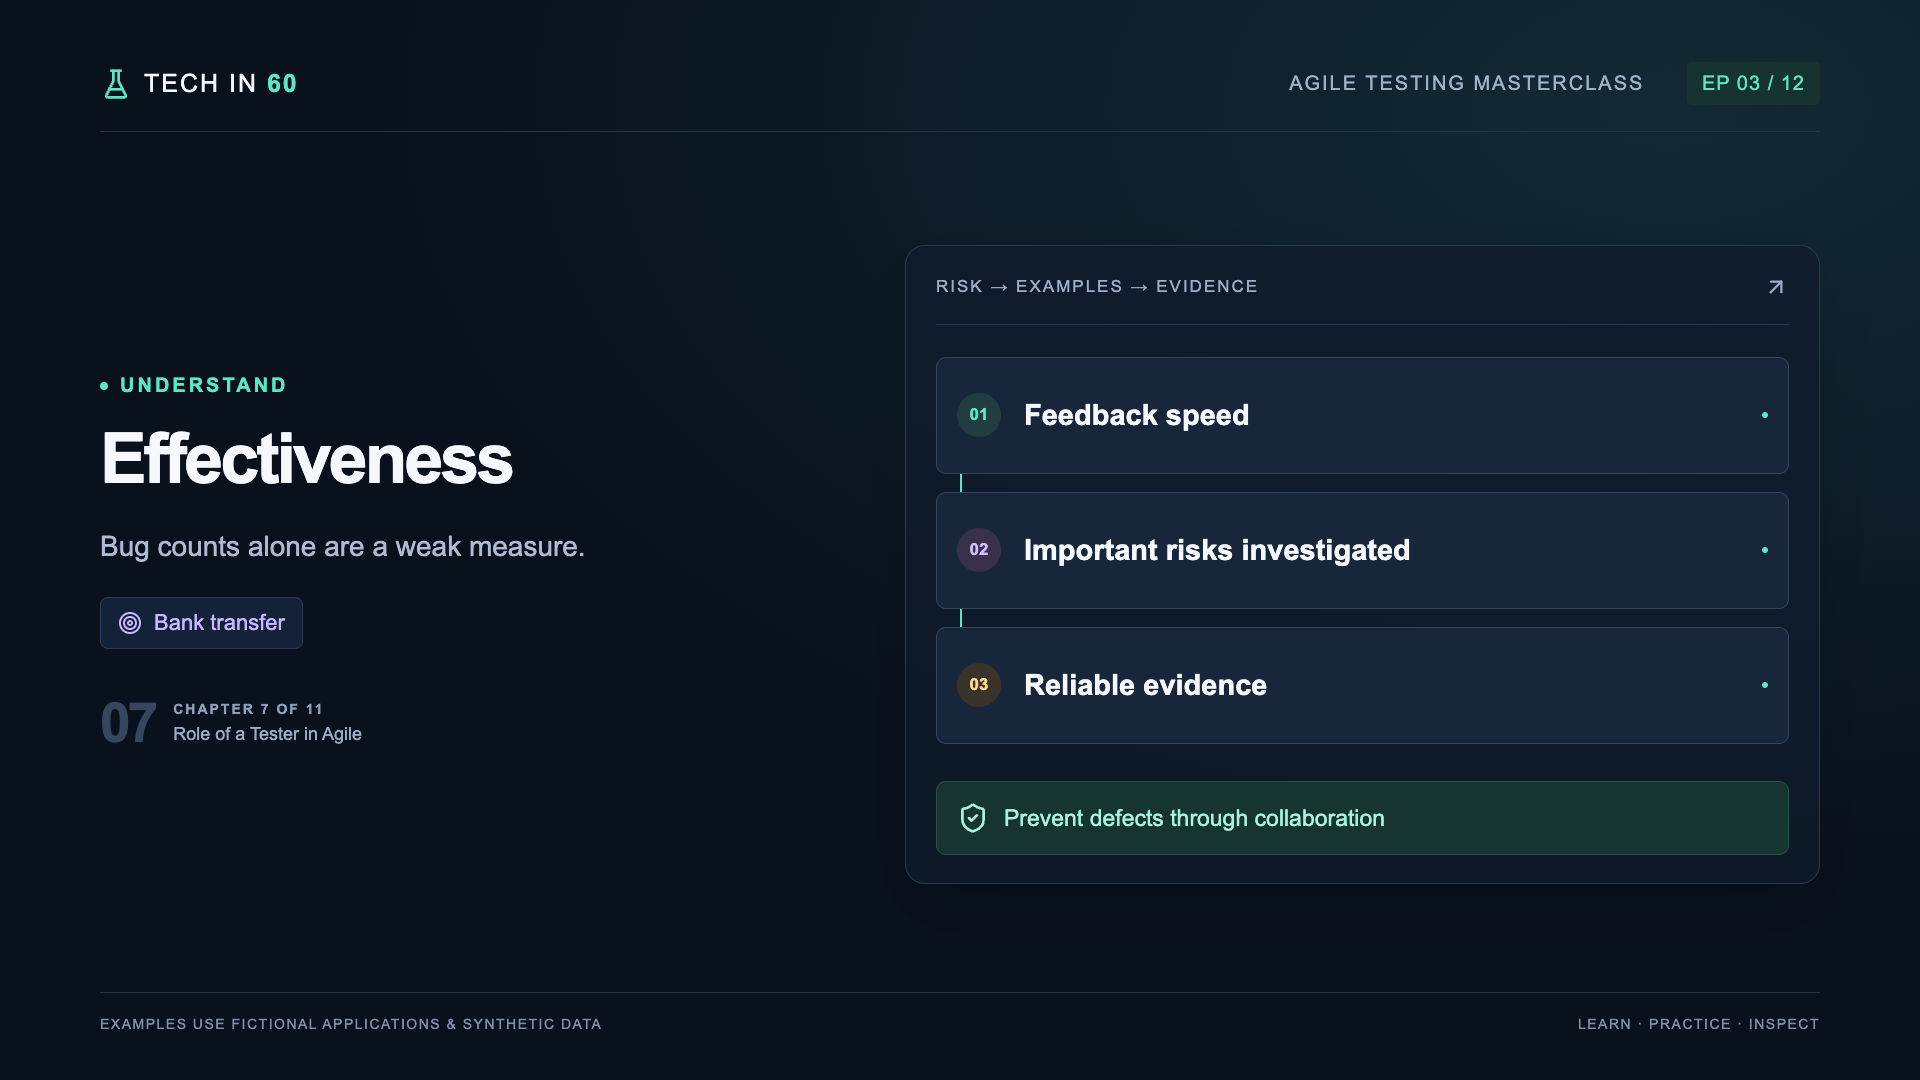 TECH IN 60
AGILE TESTING MASTERCLASS
EP 03 / 12
UNDERSTAND
Effectiveness
Bug counts alone are a weak measure.
Bank transfer
07
CHAPTER 7 OF 11
Role of a Tester in Agile
RISK → EXAMPLES → EVIDENCE
01
Feedback speed
02
Important risks investigated
03
Reliable evidence
Prevent defects through collaboration
EXAMPLES USE FICTIONAL APPLICATIONS & SYNTHETIC DATA
LEARN · PRACTICE · INSPECT